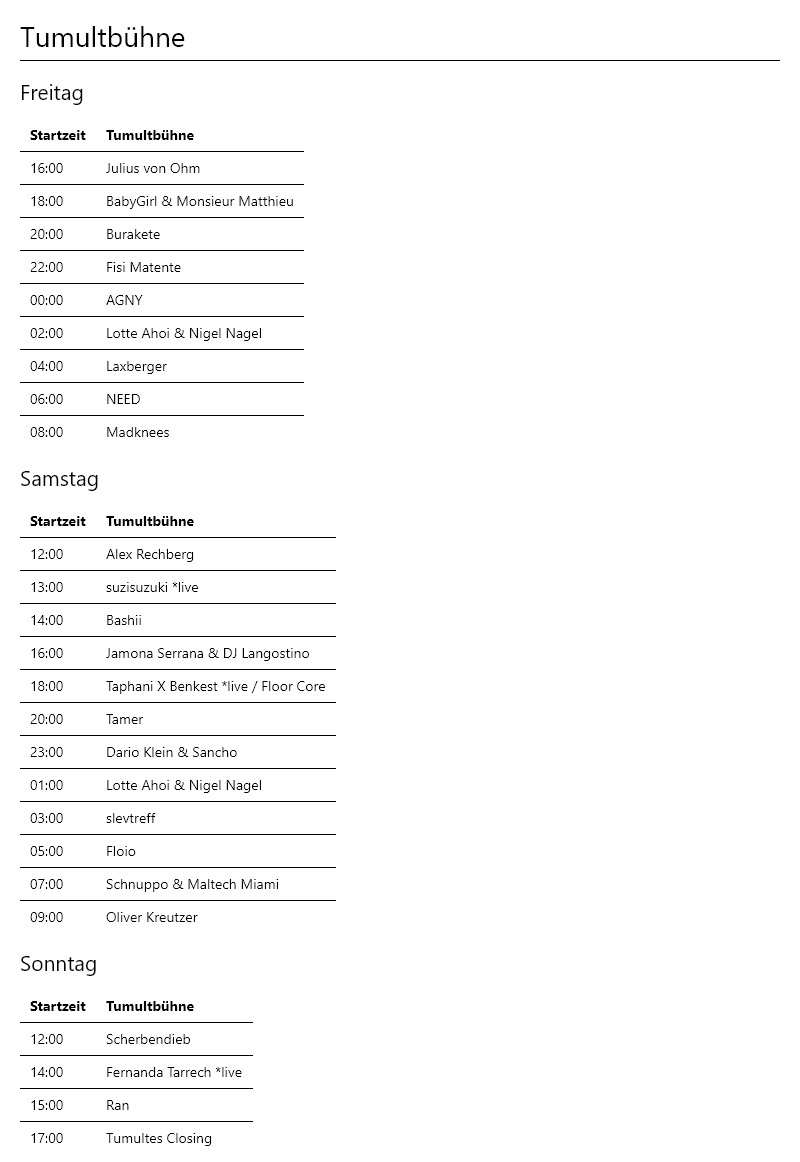 Tumultbühne
Freitag
Startzeit Tumultbühne
16:00 Julius von Ohm
18:00 BabyGirl & Monsieur Matthieu
20:00 Burakete
22:00 Fisi Matente
00:00 AGNY
02:00 Lotte Ahoi & Nigel Nagel
04:00 Laxberger
06:00 NEED
08:00 Madknees
Samstag
Startzeit Tumultbühne
12:00 Alex Rechberg
13:00 suzisuzuki *live
14:00 Bashii
16:00 Jamona Serrana & DJ Langostino
18:00 Taphani X Benkest *live / Floor Core
20:00 Tamer
23:00 Dario Klein & Sancho
01:00 Lotte Ahoi & Nigel Nagel
03:00 slevtreff
05:00 Floio
07:00 Schnuppo & Maltech Miami
09:00 Oliver Kreutzer
Sonntag
Startzeit Tumultbühne
12:00 Scherbendieb
14:00 Fernanda Tarrech *live
15:00 Ran
17:00 Tumultes Closing